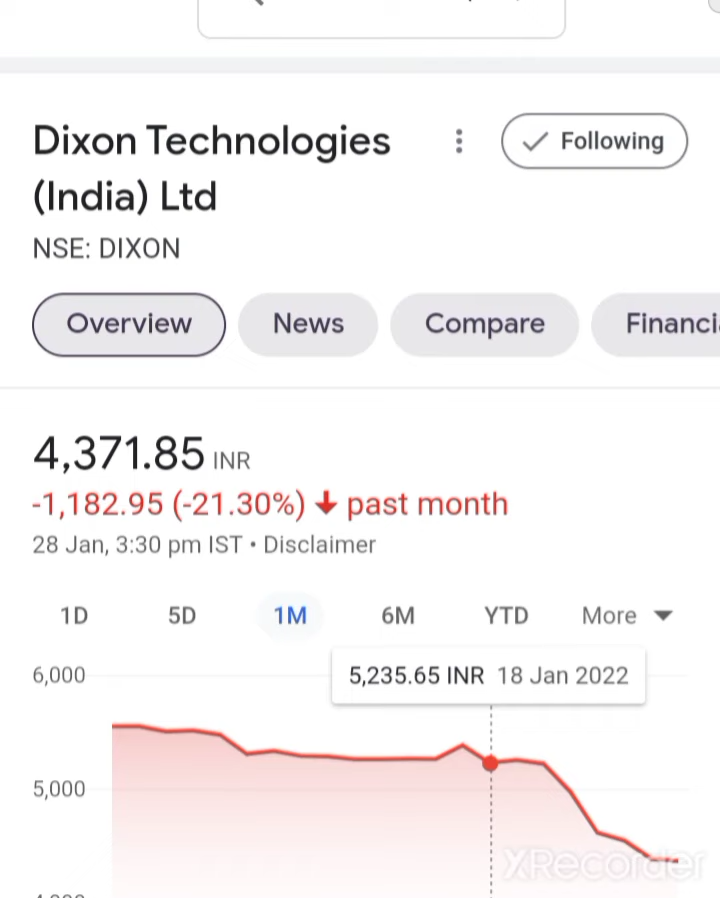 Dixon Technologies
(India) Ltd
Following
NSE: DIXON
Overview
News
Compare
4,371.85 INR
-1,182.95 (-21.30%) past month
28 Jan, 3:30 pm IST • Disclaimer
1D 5D 1M 6M YTD More
6,000
5,235.65 INR 18 Jan 2022
5,000
XRecorder